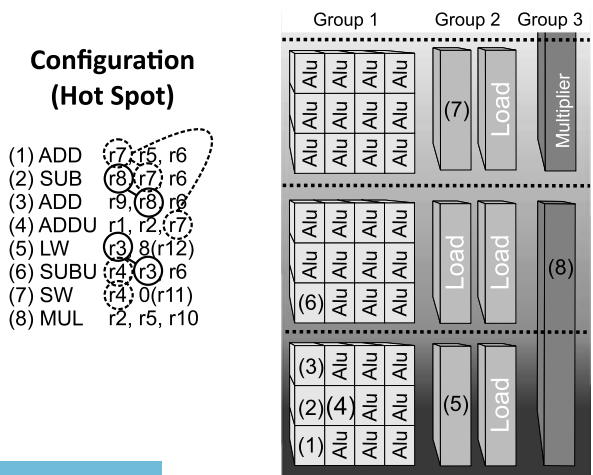 Configuration
(Hot Spot)
(1) ADD r7, r5, r6
(2) SUB r8, r7, r6
(3) ADD r9, r8, r6
(4) ADDU r1, r2, r7
(5) LW r3, 8(r12)
(6) SUBU r4, r3, r6
(7) SW r4, 0(r11)
(8) MUL r2, r5, r10
Group 1 Group 2 Group 3
Alu Alu Alu Alu
Alu Alu Alu Alu
Alu Alu Alu Alu
(7) Load
Multiplier
Alu Alu Alu Alu
Alu Alu Alu Alu
(6) Alu Alu Alu
Load Load
(8)
(3) Alu Alu Alu
(2) (4) Alu Alu
(1) Alu Alu Alu
(5) Load